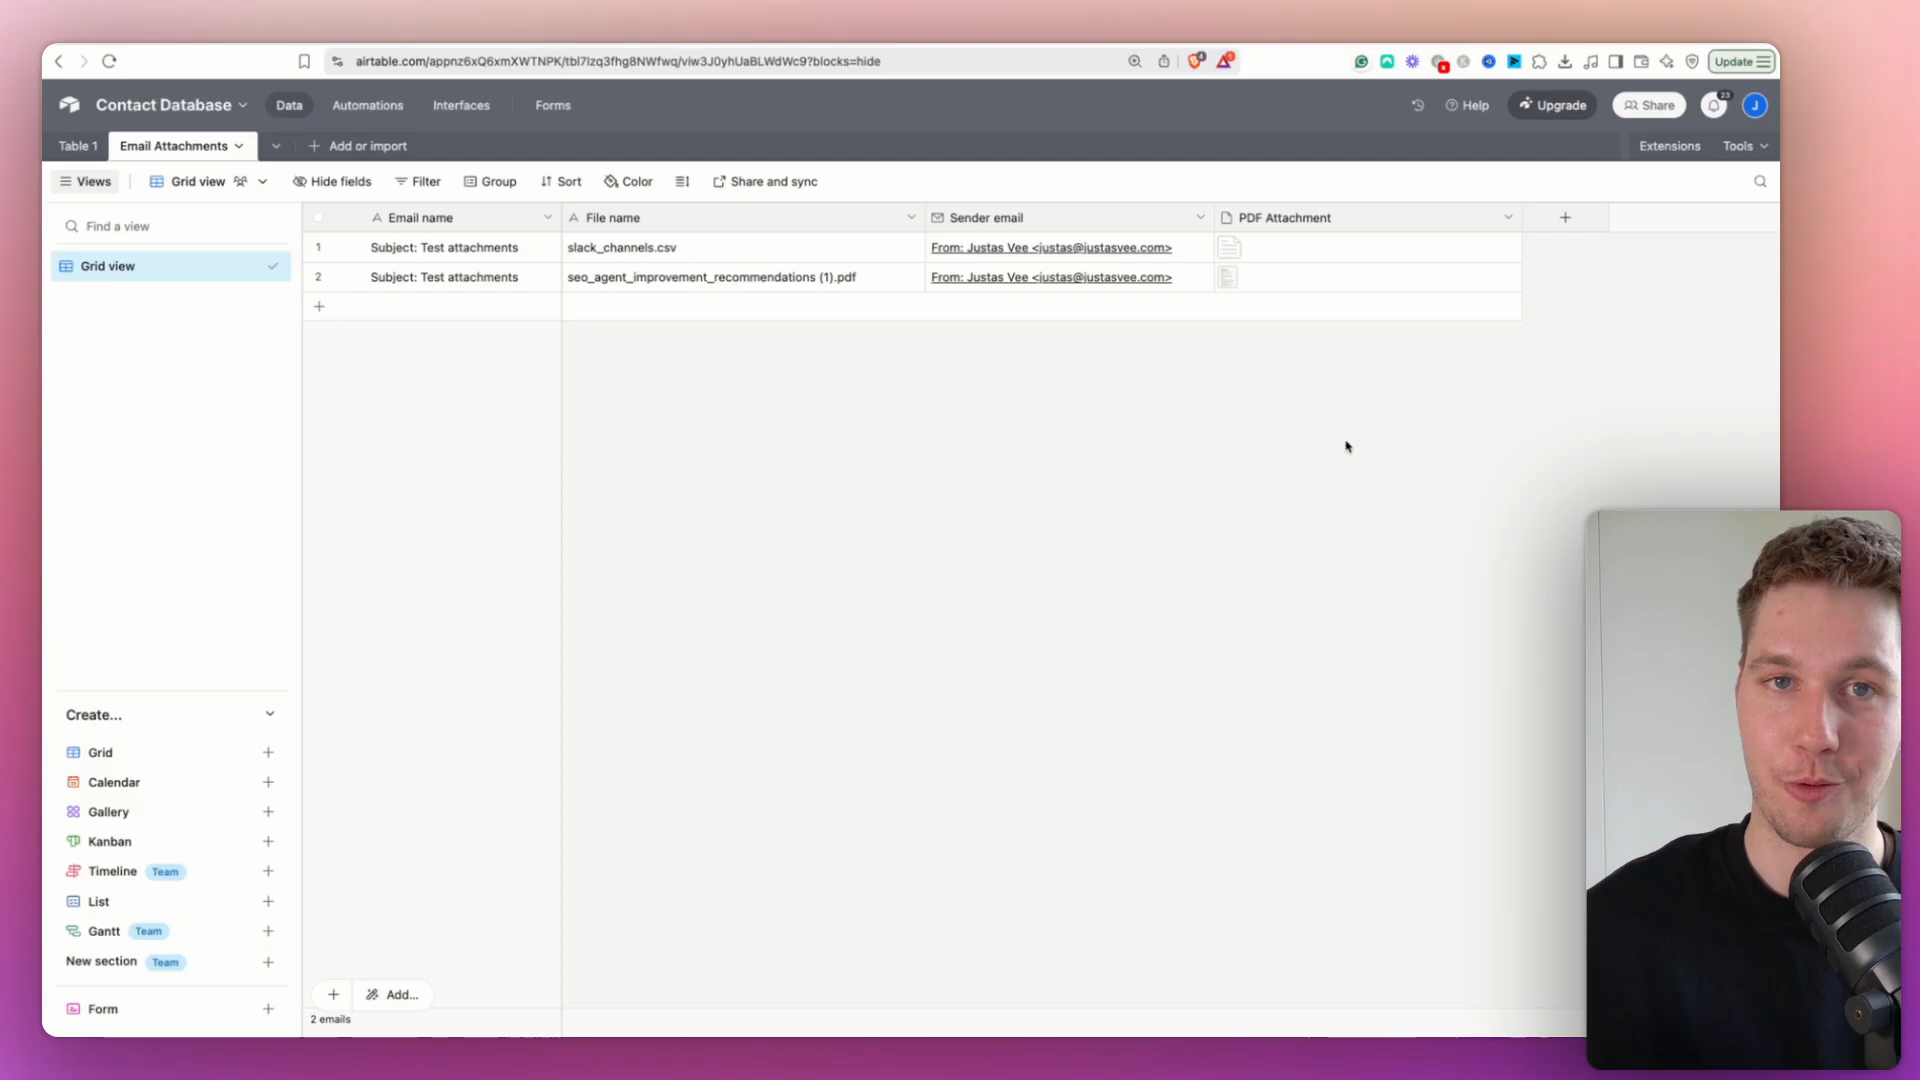 airtable.com/appnz6xQ6xmXWTNPK/tbl7lzq3fhg8NWfwq/viw3J0yhUaBLWdWc9?blocks=hide
Update
Contact Database
Data
Automations
Interfaces
Forms
Help
Upgrade
Share
23
J
Table 1
Email Attachments
Add or import
Extensions
Tools
Views
Grid view
Hide fields
Filter
Group
Sort
Color
Share and sync
Find a view
Grid view
Email name
File name
Sender email
PDF Attachment
1
Subject: Test attachments
slack_channels.csv
From: Justas Vee <justas@justasvee.com>
2
Subject: Test attachments
seo_agent_improvement_recommendations (1).pdf
From: Justas Vee <justas@justasvee.com>
Create...
Grid
Calendar
Gallery
Kanban
Timeline Team
List
Gantt Team
New section Team
Form
Add...
2 emails